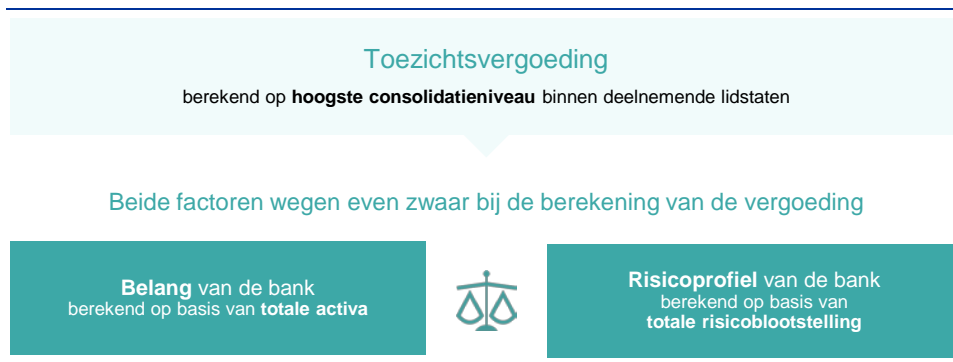 Toezichtsvergoeding
berekend op hoogste consolidatieniveau binnen deelnemende lidstaten
Beide factoren wegen even zwaar bij de berekening van de vergoeding
Belang van de bank
berekend op basis van totale activa
Risicoprofiel van de bank
berekend op basis van
totale risicoblootstelling